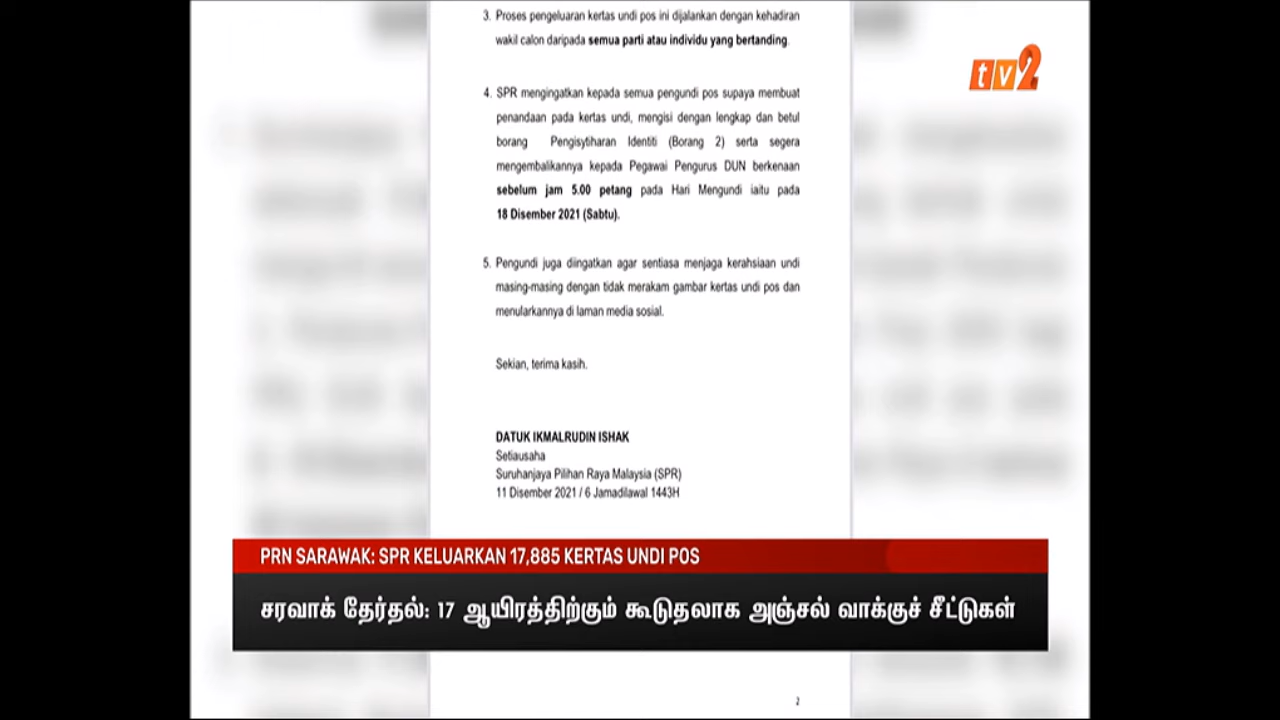 3. Proses pengeluaran kertas undi pos ini dijalankan dengan kehadiran
wakil calon daripada semua parti atau individu yang bertanding.
tv2
4. SPR mengingatkan kepada semua pengundi pos supaya membuat
penandaan pada kertas undi, mengisi dengan lengkap dan betul
borang Pengisytiharan Identiti (Borang 2) serta segera
mengembalikannya kepada Pegawai Pengurus DUN berkenaan
sebelum jam 5.00 petang pada Hari Mengundi iaitu pada
18 Disember 2021 (Sabtu).
5. Pengundi juga diingatkan agar sentiasa menjaga kerahsiaan undi
masing-masing dengan tidak merakam gambar kertas undi pos dan
menularkannya di laman media sosial.
Sekian, terima kasih.
DATUK IKMALRUDIN ISHAK
Setiausaha
Suruhanjaya Pilihan Raya Malaysia (SPR)
11 Disember 2021 / 6 Jamadilawal 1443H
PRN SARAWAK: SPR KELUARKAN 17,885 KERTAS UNDI POS
சரவாக் தேர்தல்: 17 ஆயிரத்திற்கும் கூடுதலாக அஞ்சல் வாக்குச் சீட்டுகள்
2